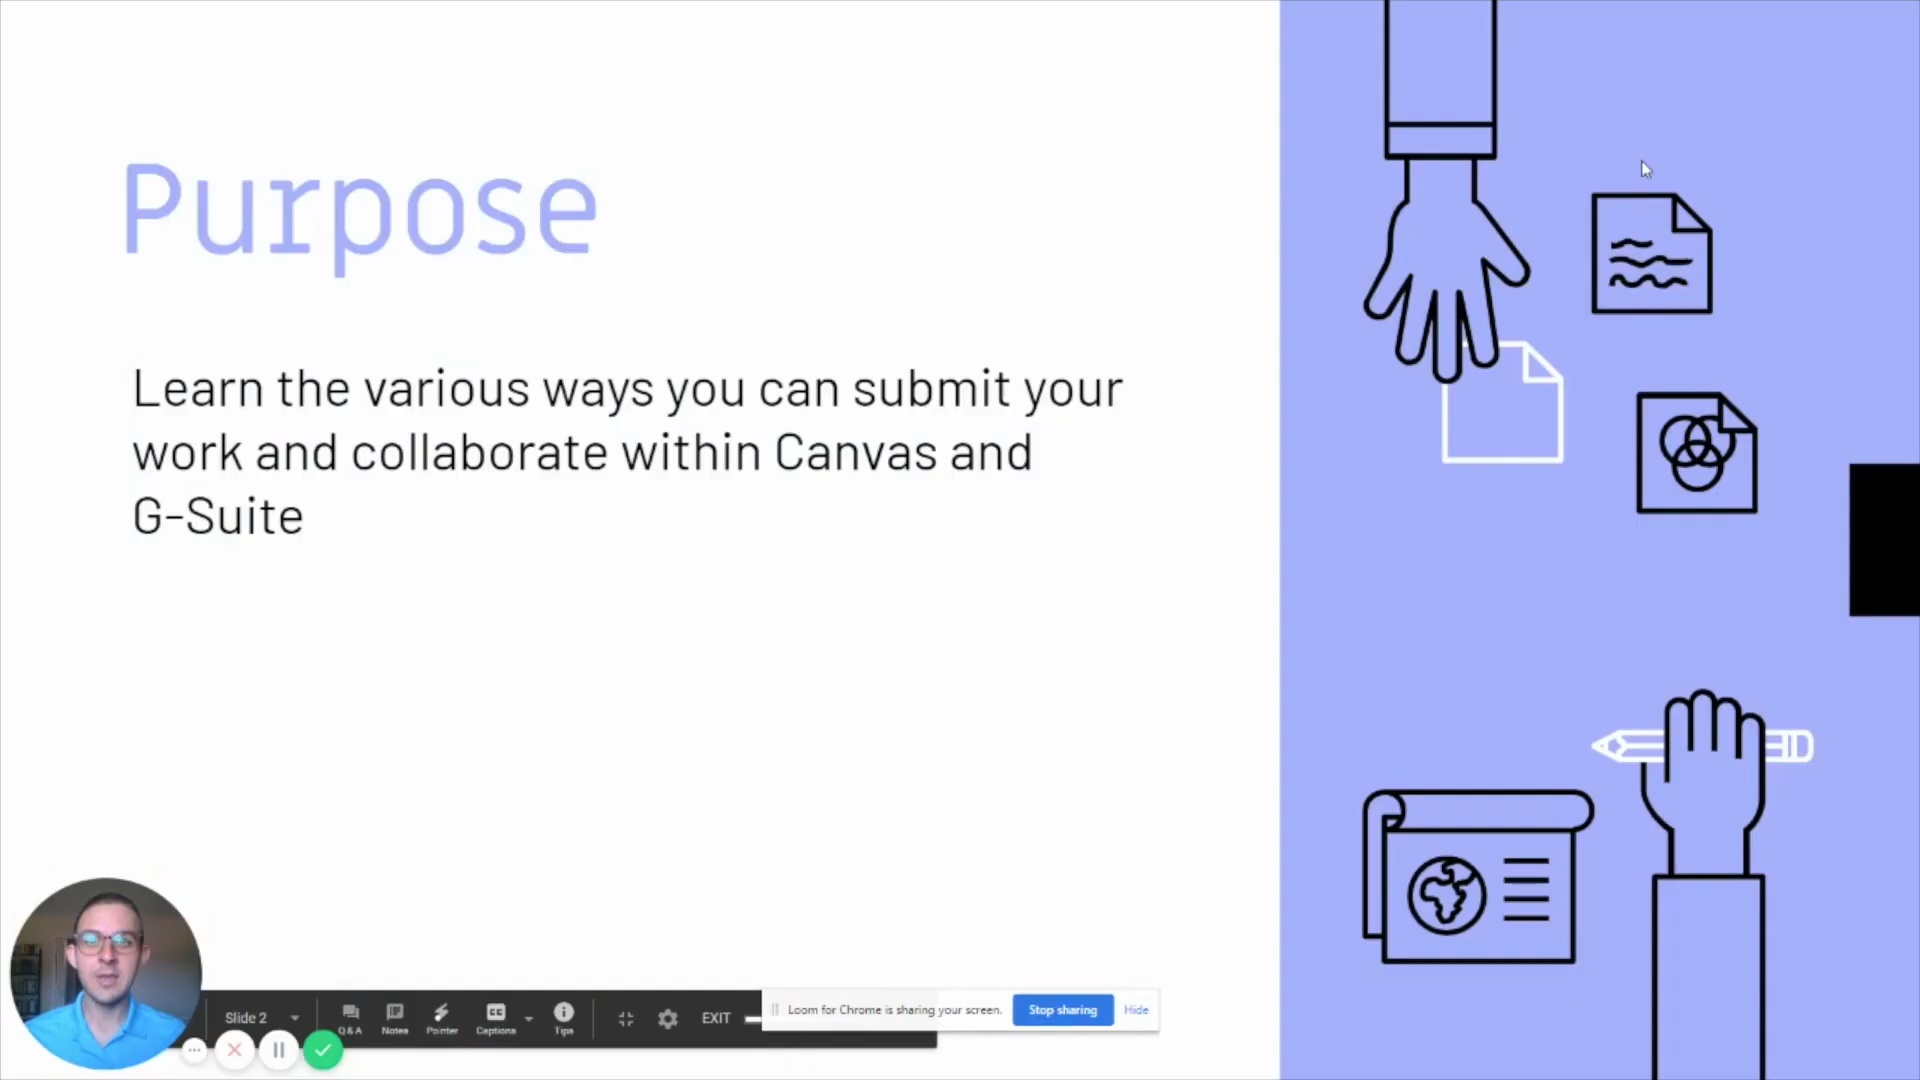 Purpose
Learn the various ways you can submit your
work and collaborate within Canvas and
G-Suite
Slide 2
Q&A
Notes
Pointer
CC
Captions
Tips
EXIT
Loom for Chrome is sharing your screen.
Stop sharing
Hide